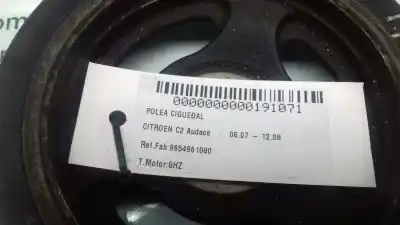 0000000000191071
POLEA CIGUEÑAL
CITROEN C2 Audace 06.07 - 12.08
Ref.Fab:9654961080
T.Motor:8HZ